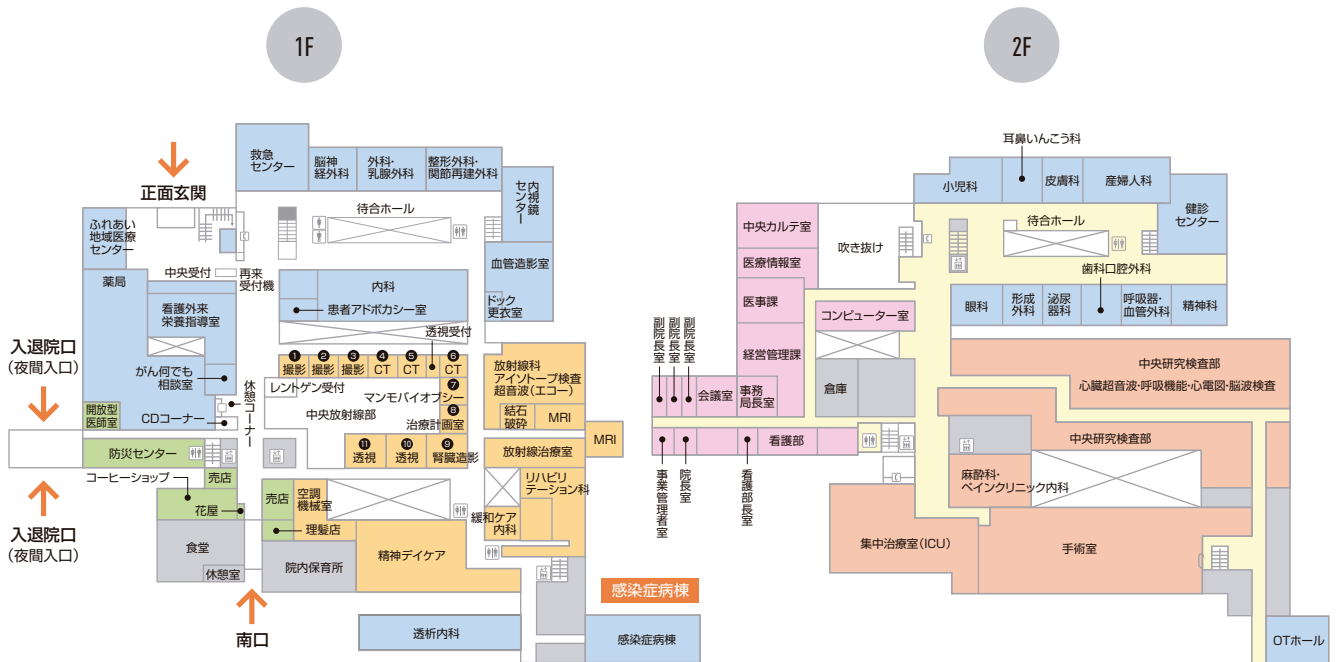 1F
正面玄関
救急
センター
脳神
経外科
外科・
乳腺外科
整形外科・
関節再建外科
内視鏡
センター
待合ホール
ふれあい
地域医療
センター
中央受付
再来
受付機
薬局
看護外来
栄養指導室
内科
患者アドボカシー室
血管造影室
ドック
更衣室
透視受付
がん何でも
相談室
休憩コーナー
CDコーナー
開放型
医師室
入退院口
(夜間入口)
❶
撮影
❷
撮影
❸
撮影
❹
CT
❺
CT
❻
CT
レントゲン受付
❼
マンモバイオプシー
中央放射線部
❽
治療計画室
⓫
透視
❿
透視
❾
腎臓造影
放射線科
アイソトープ検査
超音波(エコー)
結石
破砕
MRI
MRI
放射線治療室
リハビリ
テーション科
緩和ケア
内科
防災センター
コーヒーショップ
売店
花屋
入退院口
(夜間入口)
売店
空調
機械室
理髪店
食堂
休憩室
院内保育所
精神デイケア
南口
透析内科
感染症病棟
感染症病棟
2F
耳鼻いんこう科
小児科
皮膚科
産婦人科
健診
センター
待合ホール
中央カルテ室
吹き抜け
医療情報室
医事課
コンピューター室
経営管理課
倉庫
副院長室
副院長室
副院長室
会議室
事務
局長室
看護部
事業管理者室
院長室
看護部長室
歯科口腔外科
眼科
形成
外科
泌尿
器科
呼吸器・
血管外科
精神科
中央研究検査部
心臓超音波・呼吸機能・心電図・脳波検査
中央研究検査部
麻酔科・
ペインクリニック内科
集中治療室(ICU)
手術室
OTホール